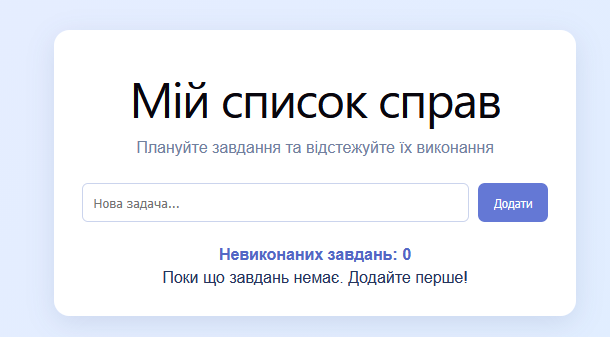 Мій список справ
Плануйте завдання та відстежуйте їх виконання
Нова задача...
Додати
Невиконаних завдань: 0
Поки що завдань немає. Додайте перше!